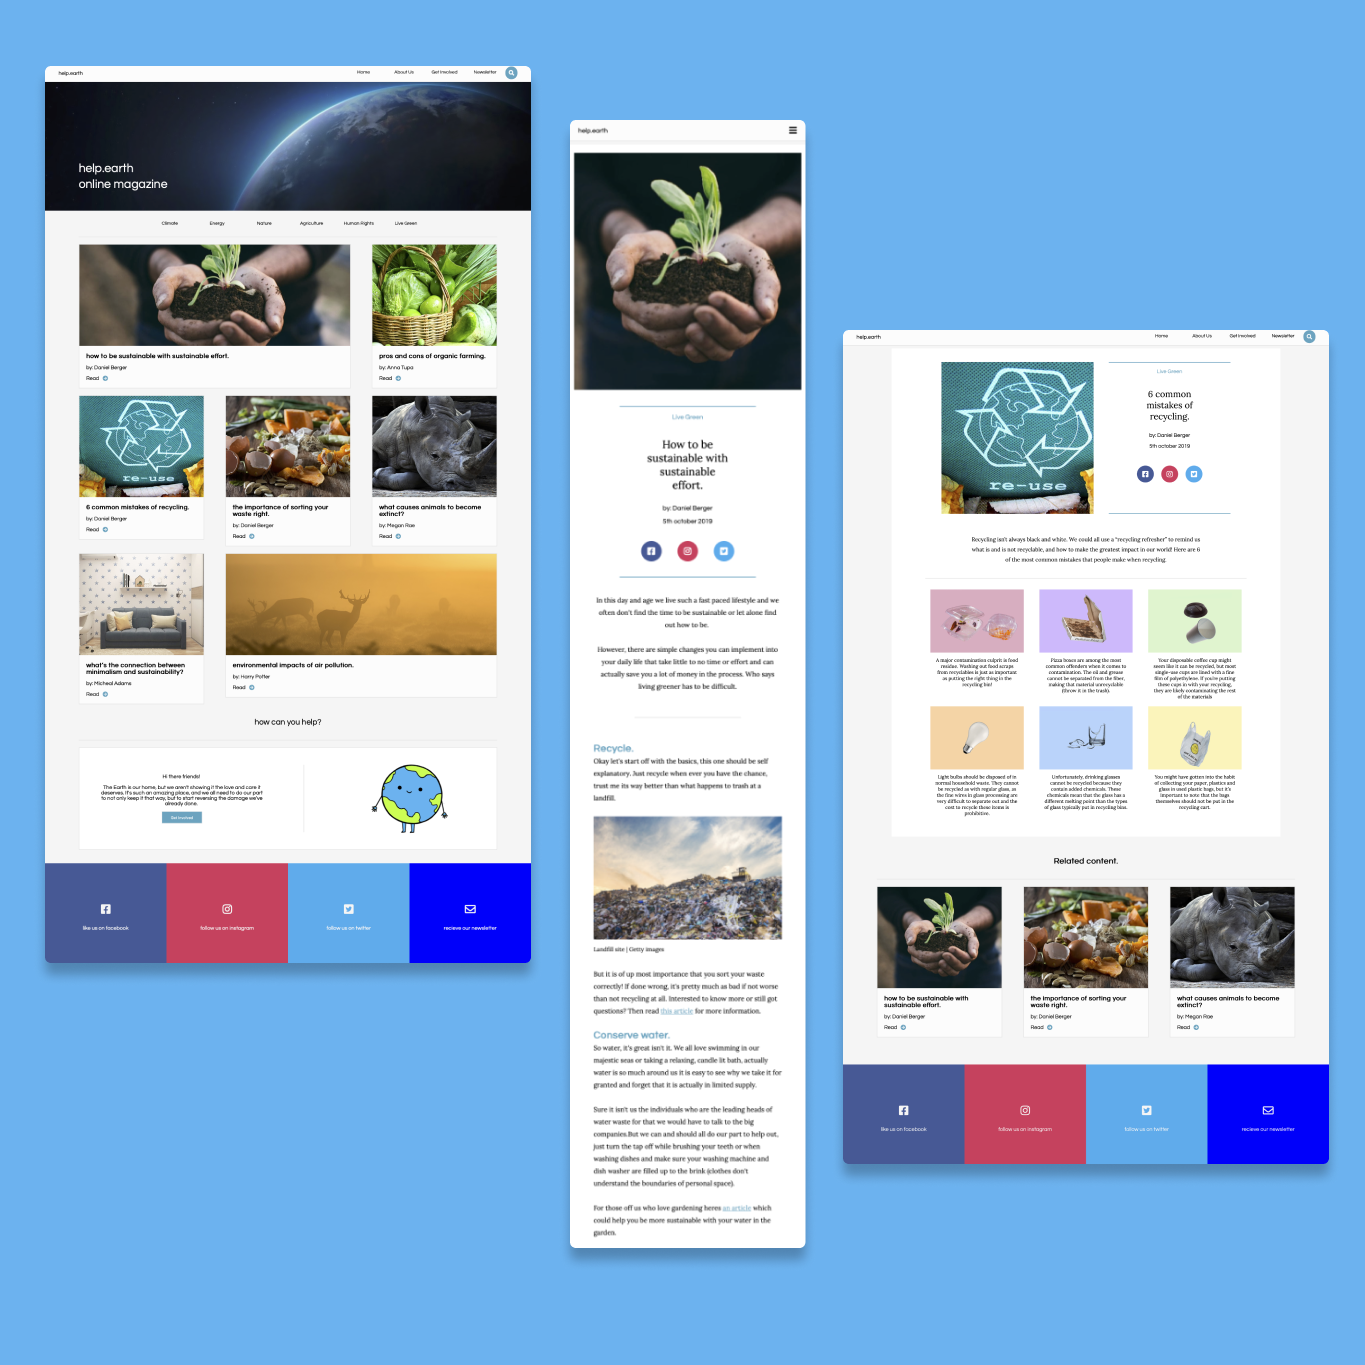 help.earth
Home About Us Get Involved Newsletter
help.earth
online magazine
Climate Energy Nature Agriculture Human Rights Live Green
how to be sustainable with sustainable effort.
by: Daniel Berger
Read
pros and cons of organic farming.
by: Anna Tupa
Read
re-use
6 common mistakes of recycling.
by: Daniel Berger
Read
the importance of sorting your
waste right.
by: Daniel Berger
Read
what causes animals to become
extinct?
by: Megan Rae
Read
what's the connection between
minimalism and sustainability?
by: Micheal Adams
Read
environmental impacts of air pollution.
by: Harry Potter
Read
how can you help?
Hi there friends!
The Earth is our home, but we aren't showing it the love and care it
deserves. It's such an amazing place, and we all need to do our part
to not only keep it that way, but to start reversing the damage we've
already done.
Get Involved
like us on facebook
follow us on instagram
follow us on twitter
recieve our newsletter
help.earth
Live Green
How to be
sustainable with
sustainable
effort.
by: Daniel Berger
5th october 2019
In this day and age we live such a fast paced lifestyle and we
often don't find the time to be sustainable or let alone find
out how to be.
However, there are simple changes you can implement into
your daily life that take little to no time or effort and can
actually save you a lot of money in the process. Who says
living greener has to be difficult.
Recycle.
Okay let's start off with the basics, this one should be self
explanatory. Just recycle when ever you have the chance,
trust me its way better than what happens to trash at a
landfill.
Landfill site | Getty images
But it is of up most importance that you sort your waste
correctly! If done wrong, it's pretty much as bad if not worse
than not recycling at all. Interested to know more or still got
questions? Then read this article for more information.
Conserve water.
So water, it's great isn't it. We all love swimming in our
majestic seas or taking a relaxing, candle lit bath, actually
water is so much around us it is easy to see why we take it for
granted and forget that it is actually in limited supply.
Sure it isn't us the individuals who are the leading heads of
water waste for that we would have to talk to the big
companies.But we can and should all do our part to help out,
just turn the tap off while brushing your teeth or when
washing dishes and make sure your washing machine and
dish washer are filled up to the brink (clothes don't
understand the boundaries of personal space).
For those off us who love gardening heres an article which
could help you be more sustainable with your water in the
garden.
help.earth
Home About Us Get Involved Newsletter
re-use
Live Green
6 common
mistakes of
recycling.
by: Daniel Berger
5th october 2019
Recycling isn't always black and white. We could all use a "recycling refresher" to remind us
what is and is not recyclable, and how to make the greatest impact in our world! Here are 6
of the most common mistakes that people make when recycling.
A major contamination culprit is food
residue. Washing out food scraps
from recyclables is just as important
as putting the right thing in the
recycling bin!
Pizza boxes are among the most
common offenders when it comes to
contamination. The oil and grease
cannot be separated from the fiber,
making that material unrecyclable
(throw it in the trash).
Your disposable coffee cup might
seem like it can be recycled, but most
single-use cups are lined with a fine
film of polyethylene. If you're putting
these cups in with your recycling,
they are likely contaminating the rest
of the materials
Light bulbs should be disposed of in
normal household waste. They cannot
be recycled as with regular glass, as
the fine wires in glass processing are
very difficult to separate out and the
cost to recycle those items is
prohibitive.
Unfortunately, drinking glasses
cannot be recycled because they
contain added chemicals. These
chemicals mean that the glass has a
different melting point than the types
of glass typically put in recycling bins.
You might have gotten into the habit
of collecting your paper, plastics and
glass in used plastic bags, but it's
important to note that the bags
themselves should not be put in the
recycling cart.
Related content.
how to be sustainable with
sustainable effort.
by: Daniel Berger
Read
the importance of sorting your
waste right.
by: Daniel Berger
Read
what causes animals to become
extinct?
by: Megan Rae
Read
like us on facebook
follow us on instagram
follow us on twitter
recieve our newsletter